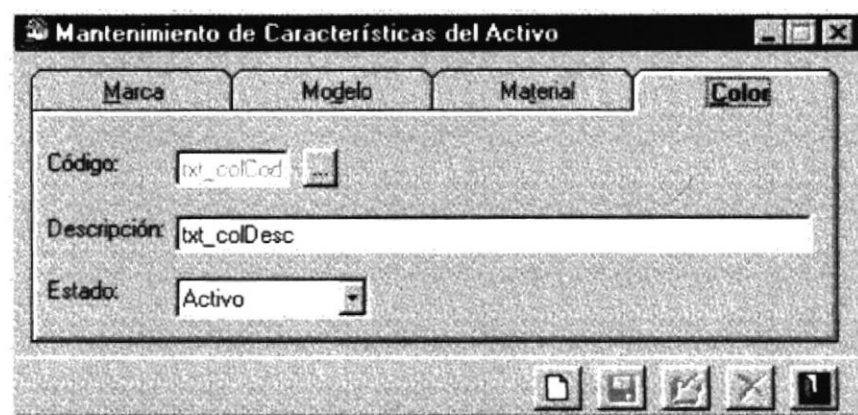 Mantenimiento de Características del Activo
Marca Modelo Material Color
Código: txt_colCod ...
Descripción: txt_colDesc
Estado: Activo